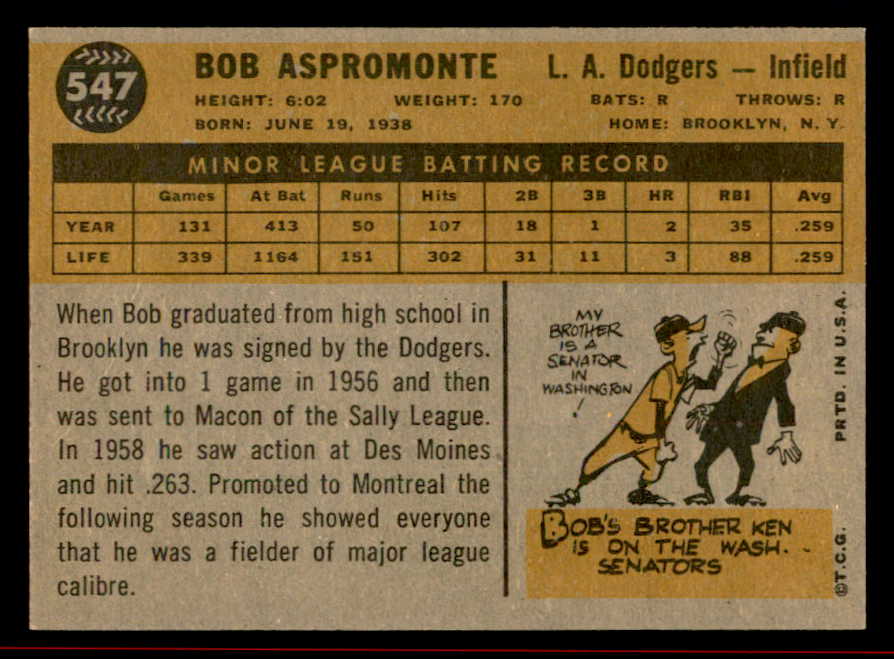 547
BOB ASPROMONTE L. A. Dodgers — Infield
HEIGHT: 6:02 WEIGHT: 170 BATS: R THROWS: R
BORN: JUNE 19, 1938 HOME: BROOKLYN, N. Y.
MINOR LEAGUE BATTING RECORD
Games At Bat Runs Hits 2B 3B HR RBI Avg
YEAR 131 413 50 107 18 1 2 35 .259
LIFE 339 1164 151 302 31 11 3 88 .259
When Bob graduated from high school in
Brooklyn he was signed by the Dodgers.
He got into 1 game in 1956 and then
was sent to Macon of the Sally League.
In 1958 he saw action at Des Moines
and hit .263. Promoted to Montreal the
following season he showed everyone
that he was a fielder of major league
calibre.
MY
BROTHER
IS A
SENATOR
IN
WASHINGTON
!
BOB'S BROTHER KEN
IS ON THE WASH.
SENATORS
©T.C.G. PRTD. IN U.S.A.